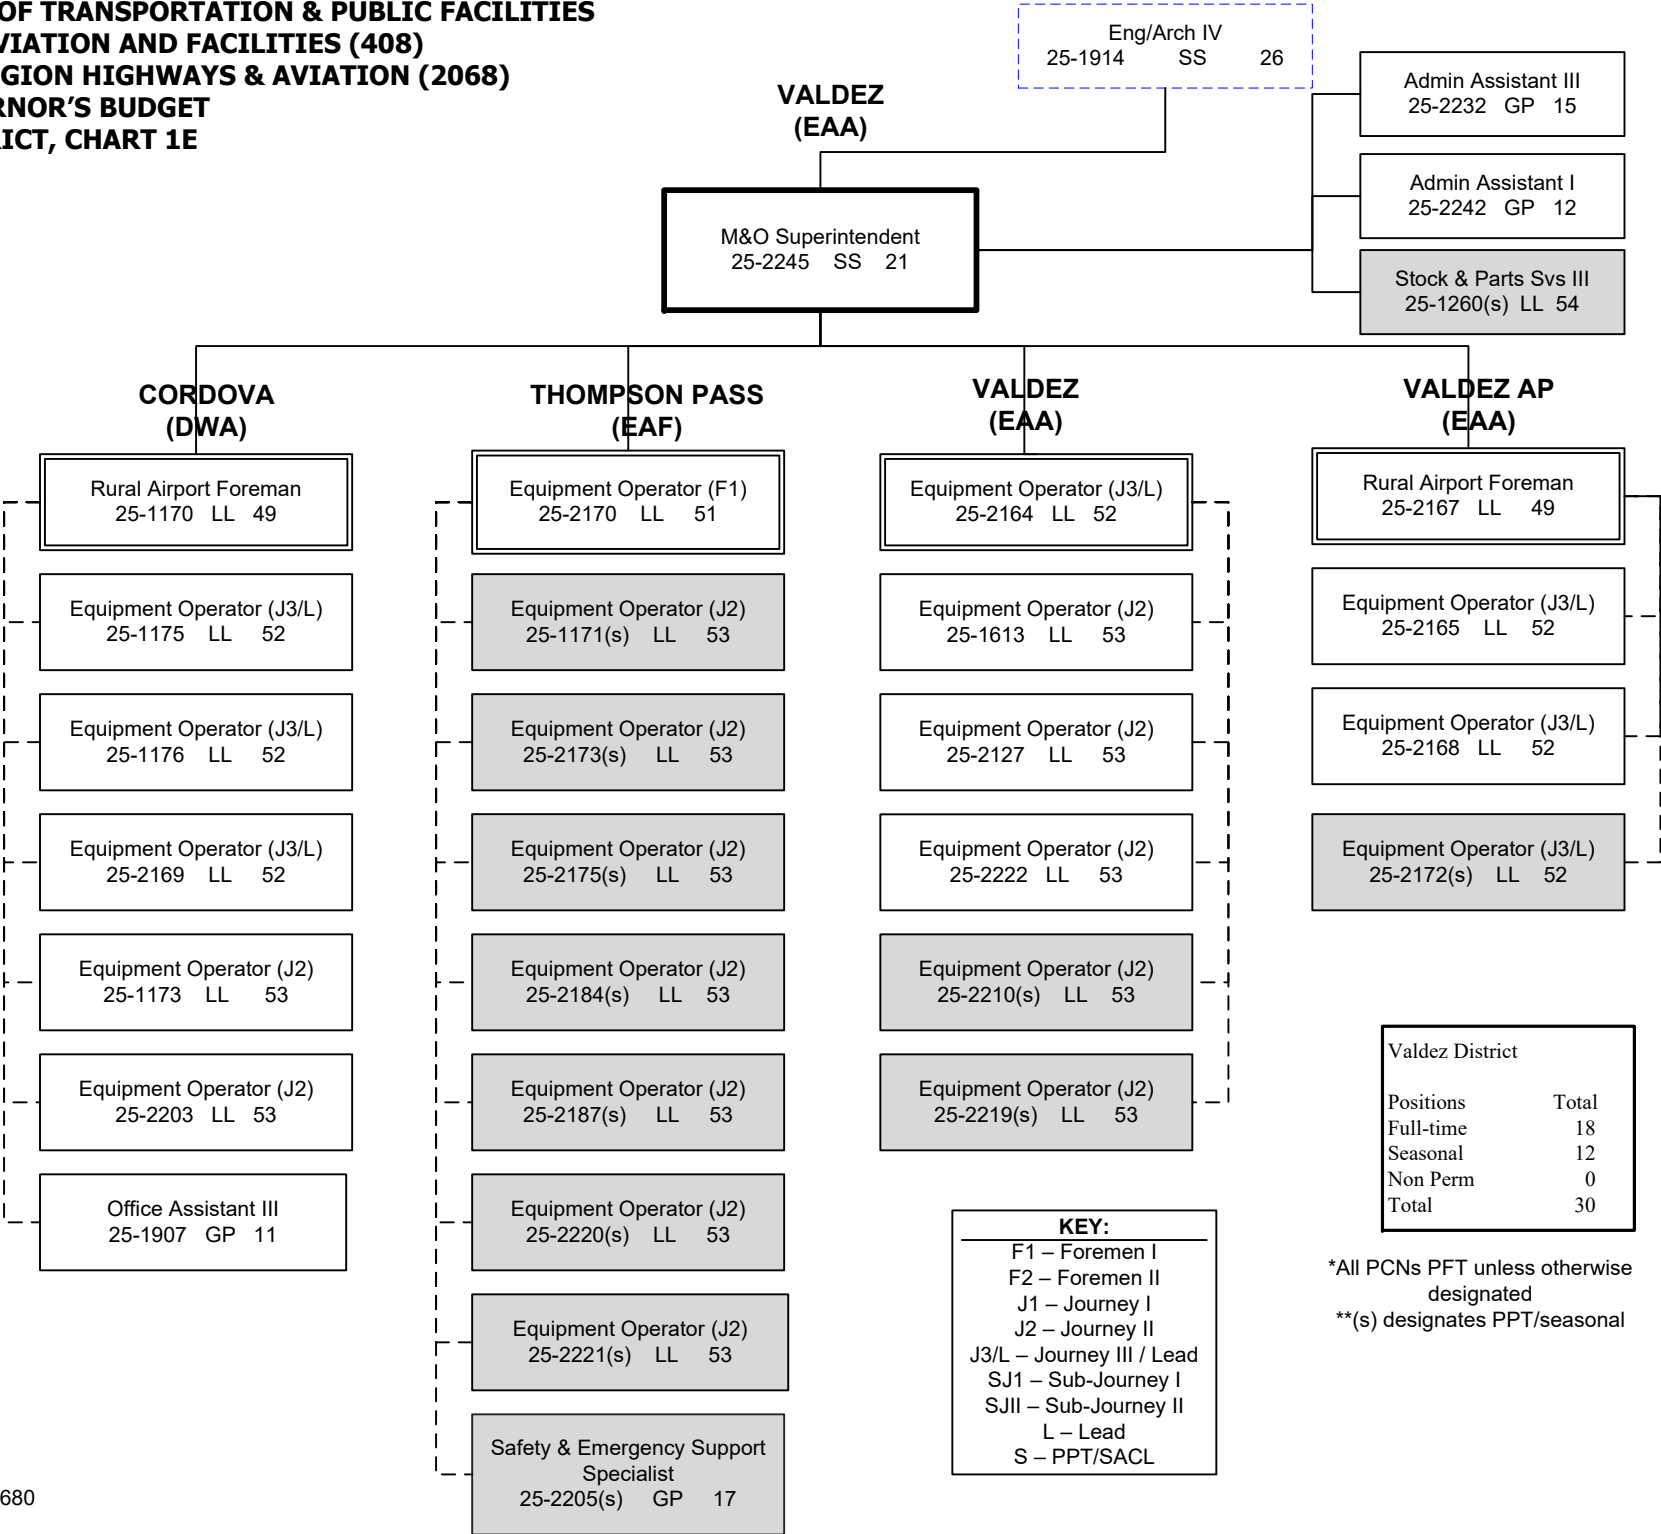 OF TRANSPORTATION & PUBLIC FACILITIES
VIATION AND FACILITIES (408)
GION HIGHWAYS & AVIATION (2068)
RNOR'S BUDGET
RICT, CHART 1E
Eng/Arch IV
25-1914 SS 26
VALDEZ
(EAA)
Admin Assistant III
25-2232 GP 15
Admin Assistant I
25-2242 GP 12
Stock & Parts Svs III
25-1260(s) LL 54
M&O Superintendent
25-2245 SS 21
CORDOVA
(DWA)
Rural Airport Foreman
25-1170 LL 49
Equipment Operator (J3/L)
25-1175 LL 52
Equipment Operator (J3/L)
25-1176 LL 52
Equipment Operator (J3/L)
25-2169 LL 52
Equipment Operator (J2)
25-1173 LL 53
Equipment Operator (J2)
25-2203 LL 53
Office Assistant III
25-1907 GP 11
THOMPSON PASS
(EAF)
Equipment Operator (F1)
25-2170 LL 51
Equipment Operator (J2)
25-1171(s) LL 53
Equipment Operator (J2)
25-2173(s) LL 53
Equipment Operator (J2)
25-2175(s) LL 53
Equipment Operator (J2)
25-2184(s) LL 53
Equipment Operator (J2)
25-2187(s) LL 53
Equipment Operator (J2)
25-2220(s) LL 53
Equipment Operator (J2)
25-2221(s) LL 53
Safety & Emergency Support
Specialist
25-2205(s) GP 17
VALDEZ
(EAA)
Equipment Operator (J3/L)
25-2164 LL 52
Equipment Operator (J2)
25-1613 LL 53
Equipment Operator (J2)
25-2127 LL 53
Equipment Operator (J2)
25-2222 LL 53
Equipment Operator (J2)
25-2210(s) LL 53
Equipment Operator (J2)
25-2219(s) LL 53
VALDEZ AP
(EAA)
Rural Airport Foreman
25-2167 LL 49
Equipment Operator (J3/L)
25-2165 LL 52
Equipment Operator (J3/L)
25-2168 LL 52
Equipment Operator (J3/L)
25-2172(s) LL 52
Valdez District
Positions Total
Full-time 18
Seasonal 12
Non Perm 0
Total 30
*All PCNs PFT unless otherwise
designated
**(s) designates PPT/seasonal
KEY:
F1 – Foremen I
F2 – Foremen II
J1 – Journey I
J2 – Journey II
J3/L – Journey III / Lead
SJ1 – Sub-Journey I
SJII – Sub-Journey II
L – Lead
S – PPT/SACL
680